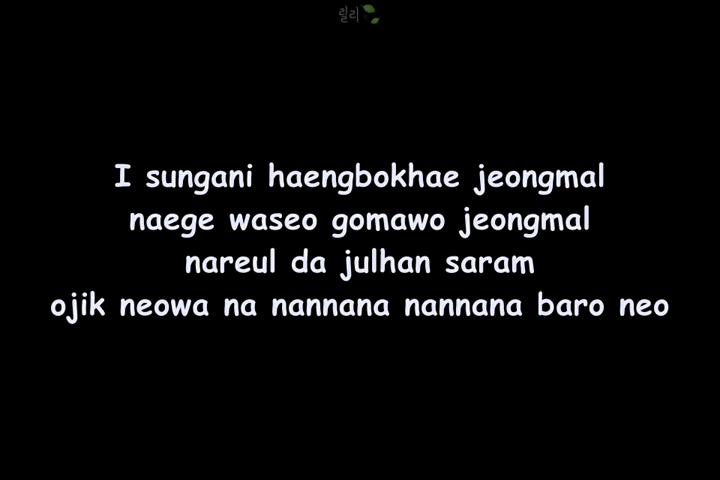 릴리
I sungani haengbokhae jeongmal
naege waseo gomawo jeongmal
nareul da julhan saram
ojik neowa na nannana nannana baro neo